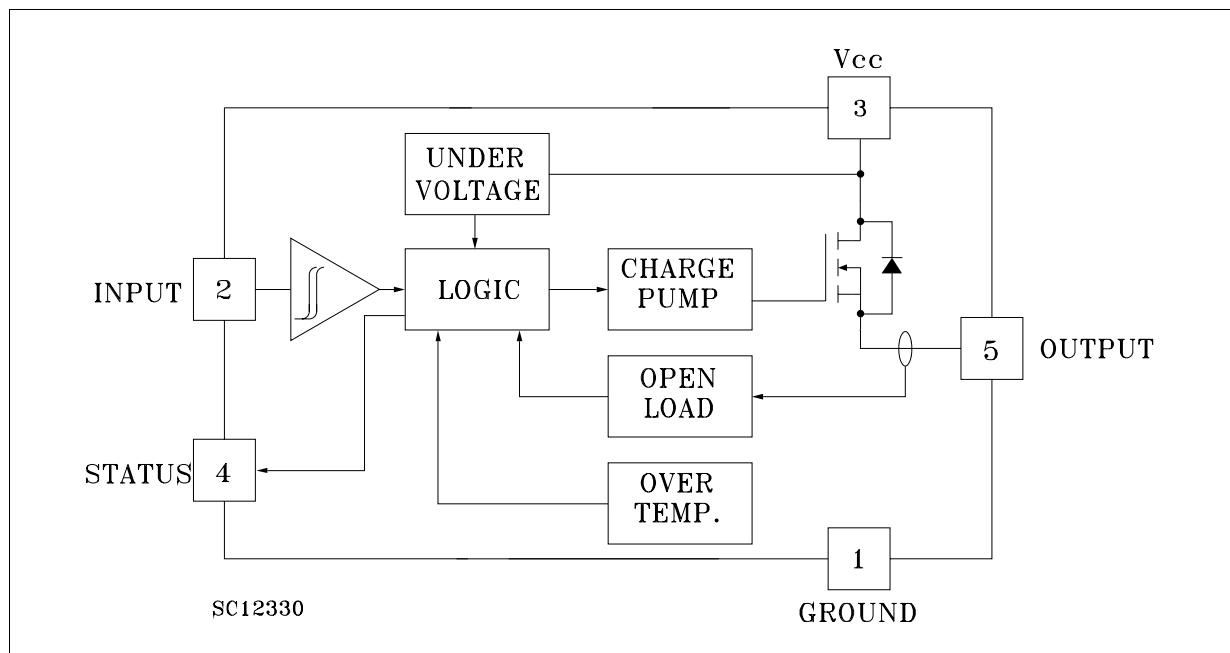 Vcc
3
UNDER
VOLTAGE
INPUT
2
LOGIC
CHARGE
PUMP
5
OUTPUT
OPEN
LOAD
STATUS
4
OVER
TEMP.
1
GROUND
SC12330